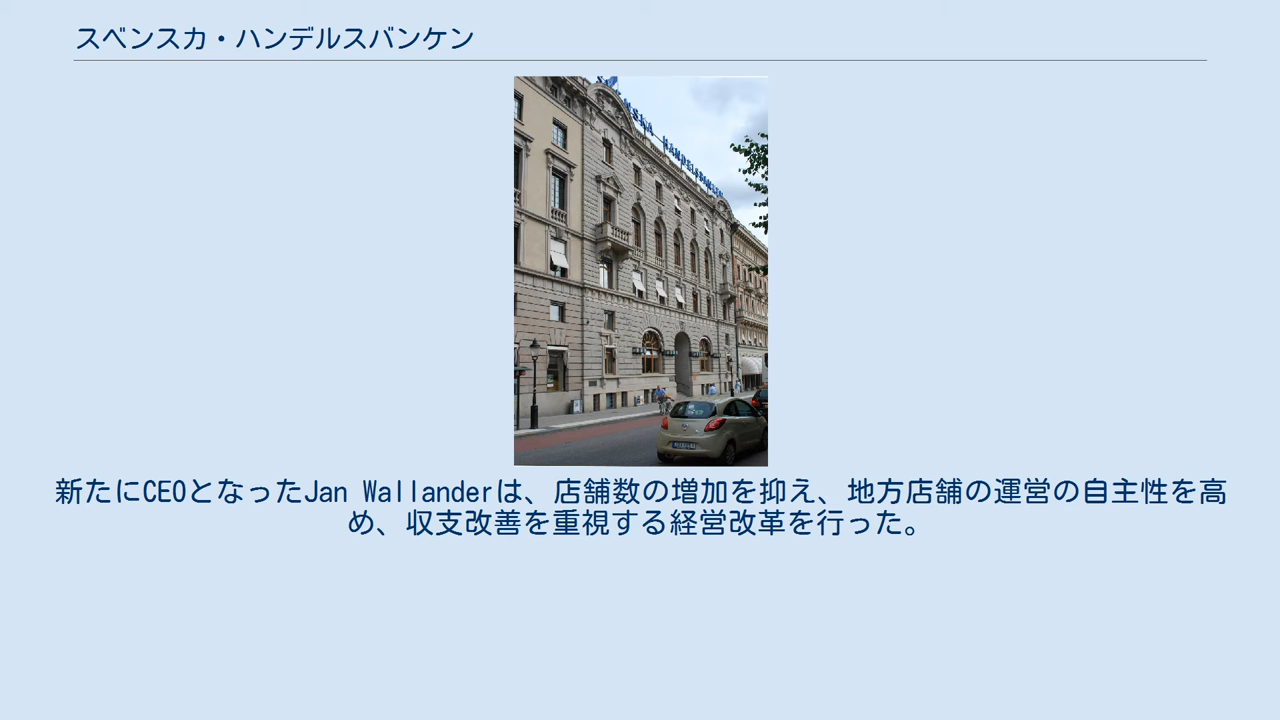 スベンスカ・ハンデルスバンケン
SVENSKA HANDELSBANKEN
新たにCEOとなったJan Wallanderは、店舗数の増加を抑え、地方店舗の運営の自主性を高
め、収支改善を重視する経営改革を行った。